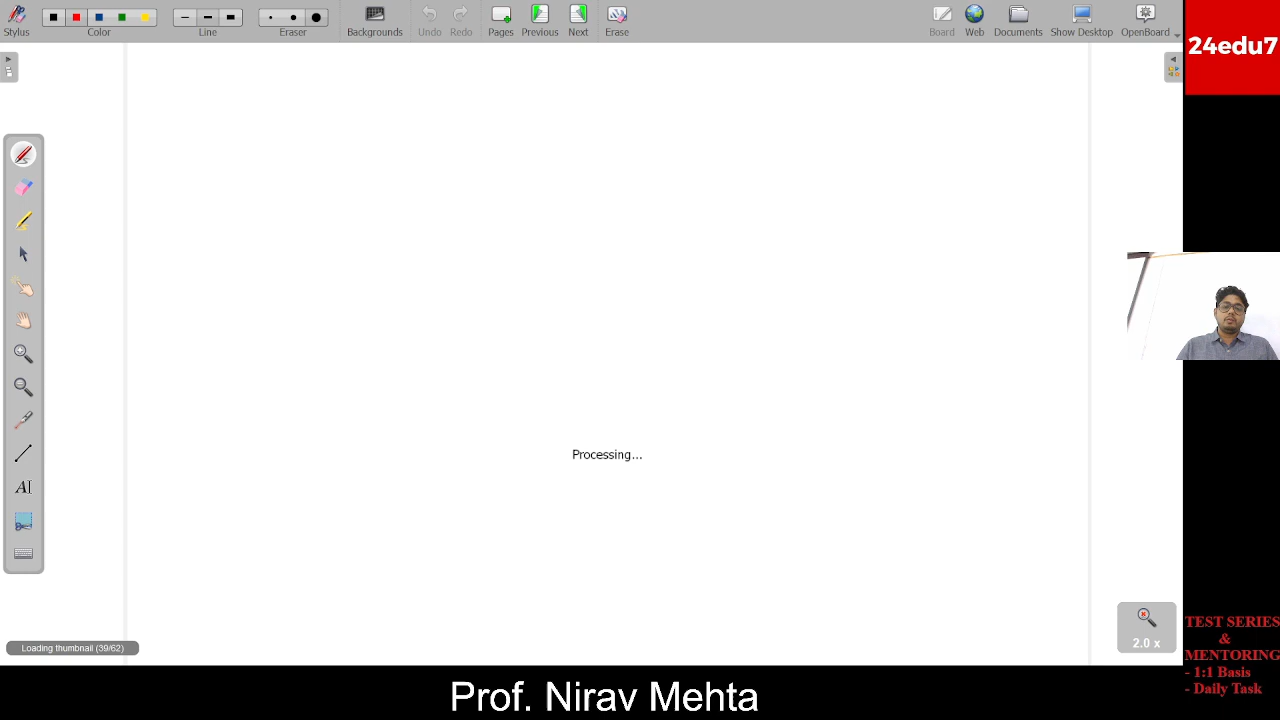 Stylus
Color
Line
Eraser
Backgrounds
Undo
Redo
Pages
Previous
Next
Erase
Board
Web
Documents
Show Desktop
OpenBoard
24edu7
Processing...
AI
2.0 x
Loading thumbnail (39/62)
TEST SERIES
&
MENTORING
- 1:1 Basis
- Daily Task
Prof. Nirav Mehta